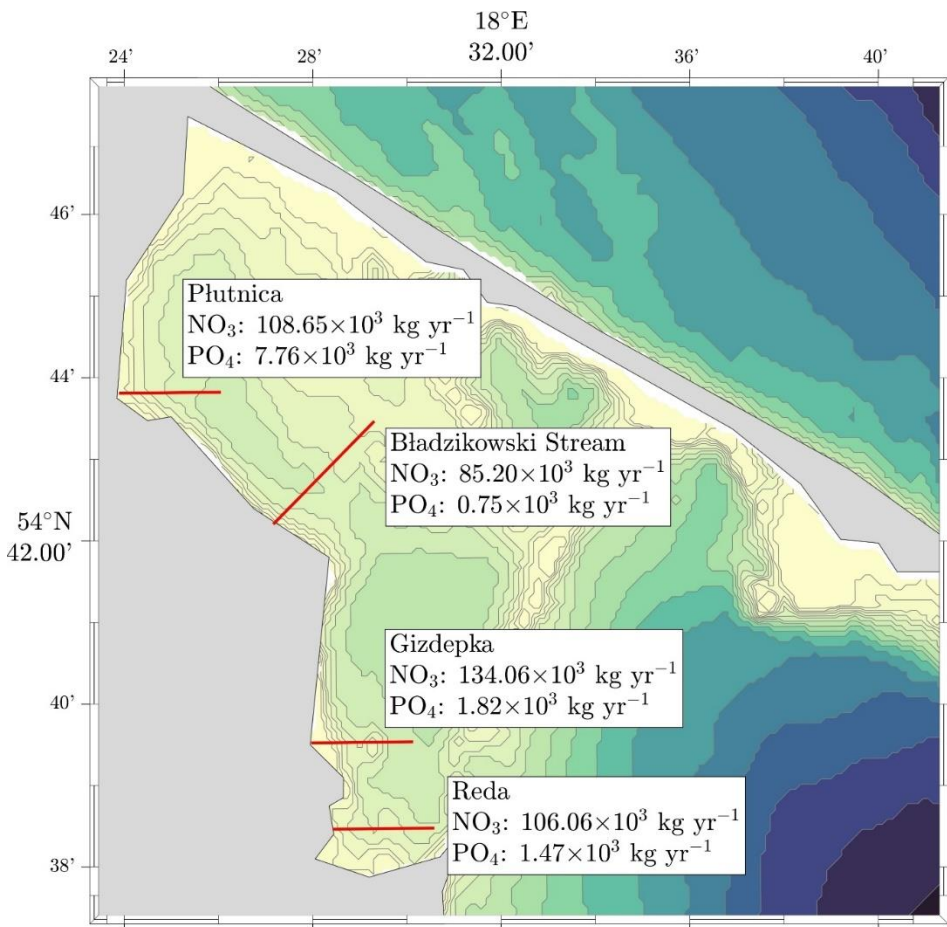 18°E
24' 28' 32.00' 36' 40'
46'
Płutnica
NO₃: 108.65×10³ kg yr⁻¹
PO₄: 7.76×10³ kg yr⁻¹
44'
Bładzikowski Stream
NO₃: 85.20×10³ kg yr⁻¹
PO₄: 0.75×10³ kg yr⁻¹
54°N
42.00'
Gizdepka
NO₃: 134.06×10³ kg yr⁻¹
PO₄: 1.82×10³ kg yr⁻¹
40'
Reda
NO₃: 106.06×10³ kg yr⁻¹
PO₄: 1.47×10³ kg yr⁻¹
38'